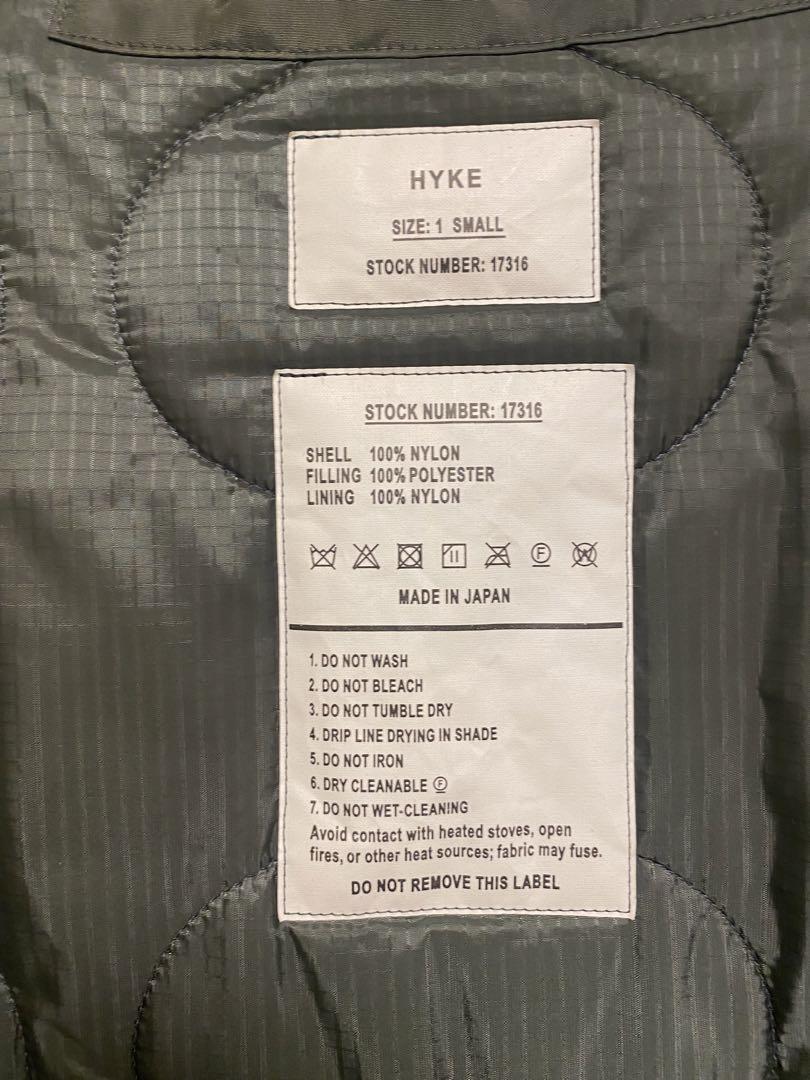 HYKE
SIZE: 1 SMALL
STOCK NUMBER: 17316
STOCK NUMBER: 17316
SHELL 100% NYLON
FILLING 100% POLYESTER
LINING 100% NYLON
F W
MADE IN JAPAN
1. DO NOT WASH
2. DO NOT BLEACH
3. DO NOT TUMBLE DRY
4. DRIP LINE DRYING IN SHADE
5. DO NOT IRON
6. DRY CLEANABLE Ⓕ
7. DO NOT WET-CLEANING
Avoid contact with heated stoves, open
fires, or other heat sources; fabric may fuse.
DO NOT REMOVE THIS LABEL